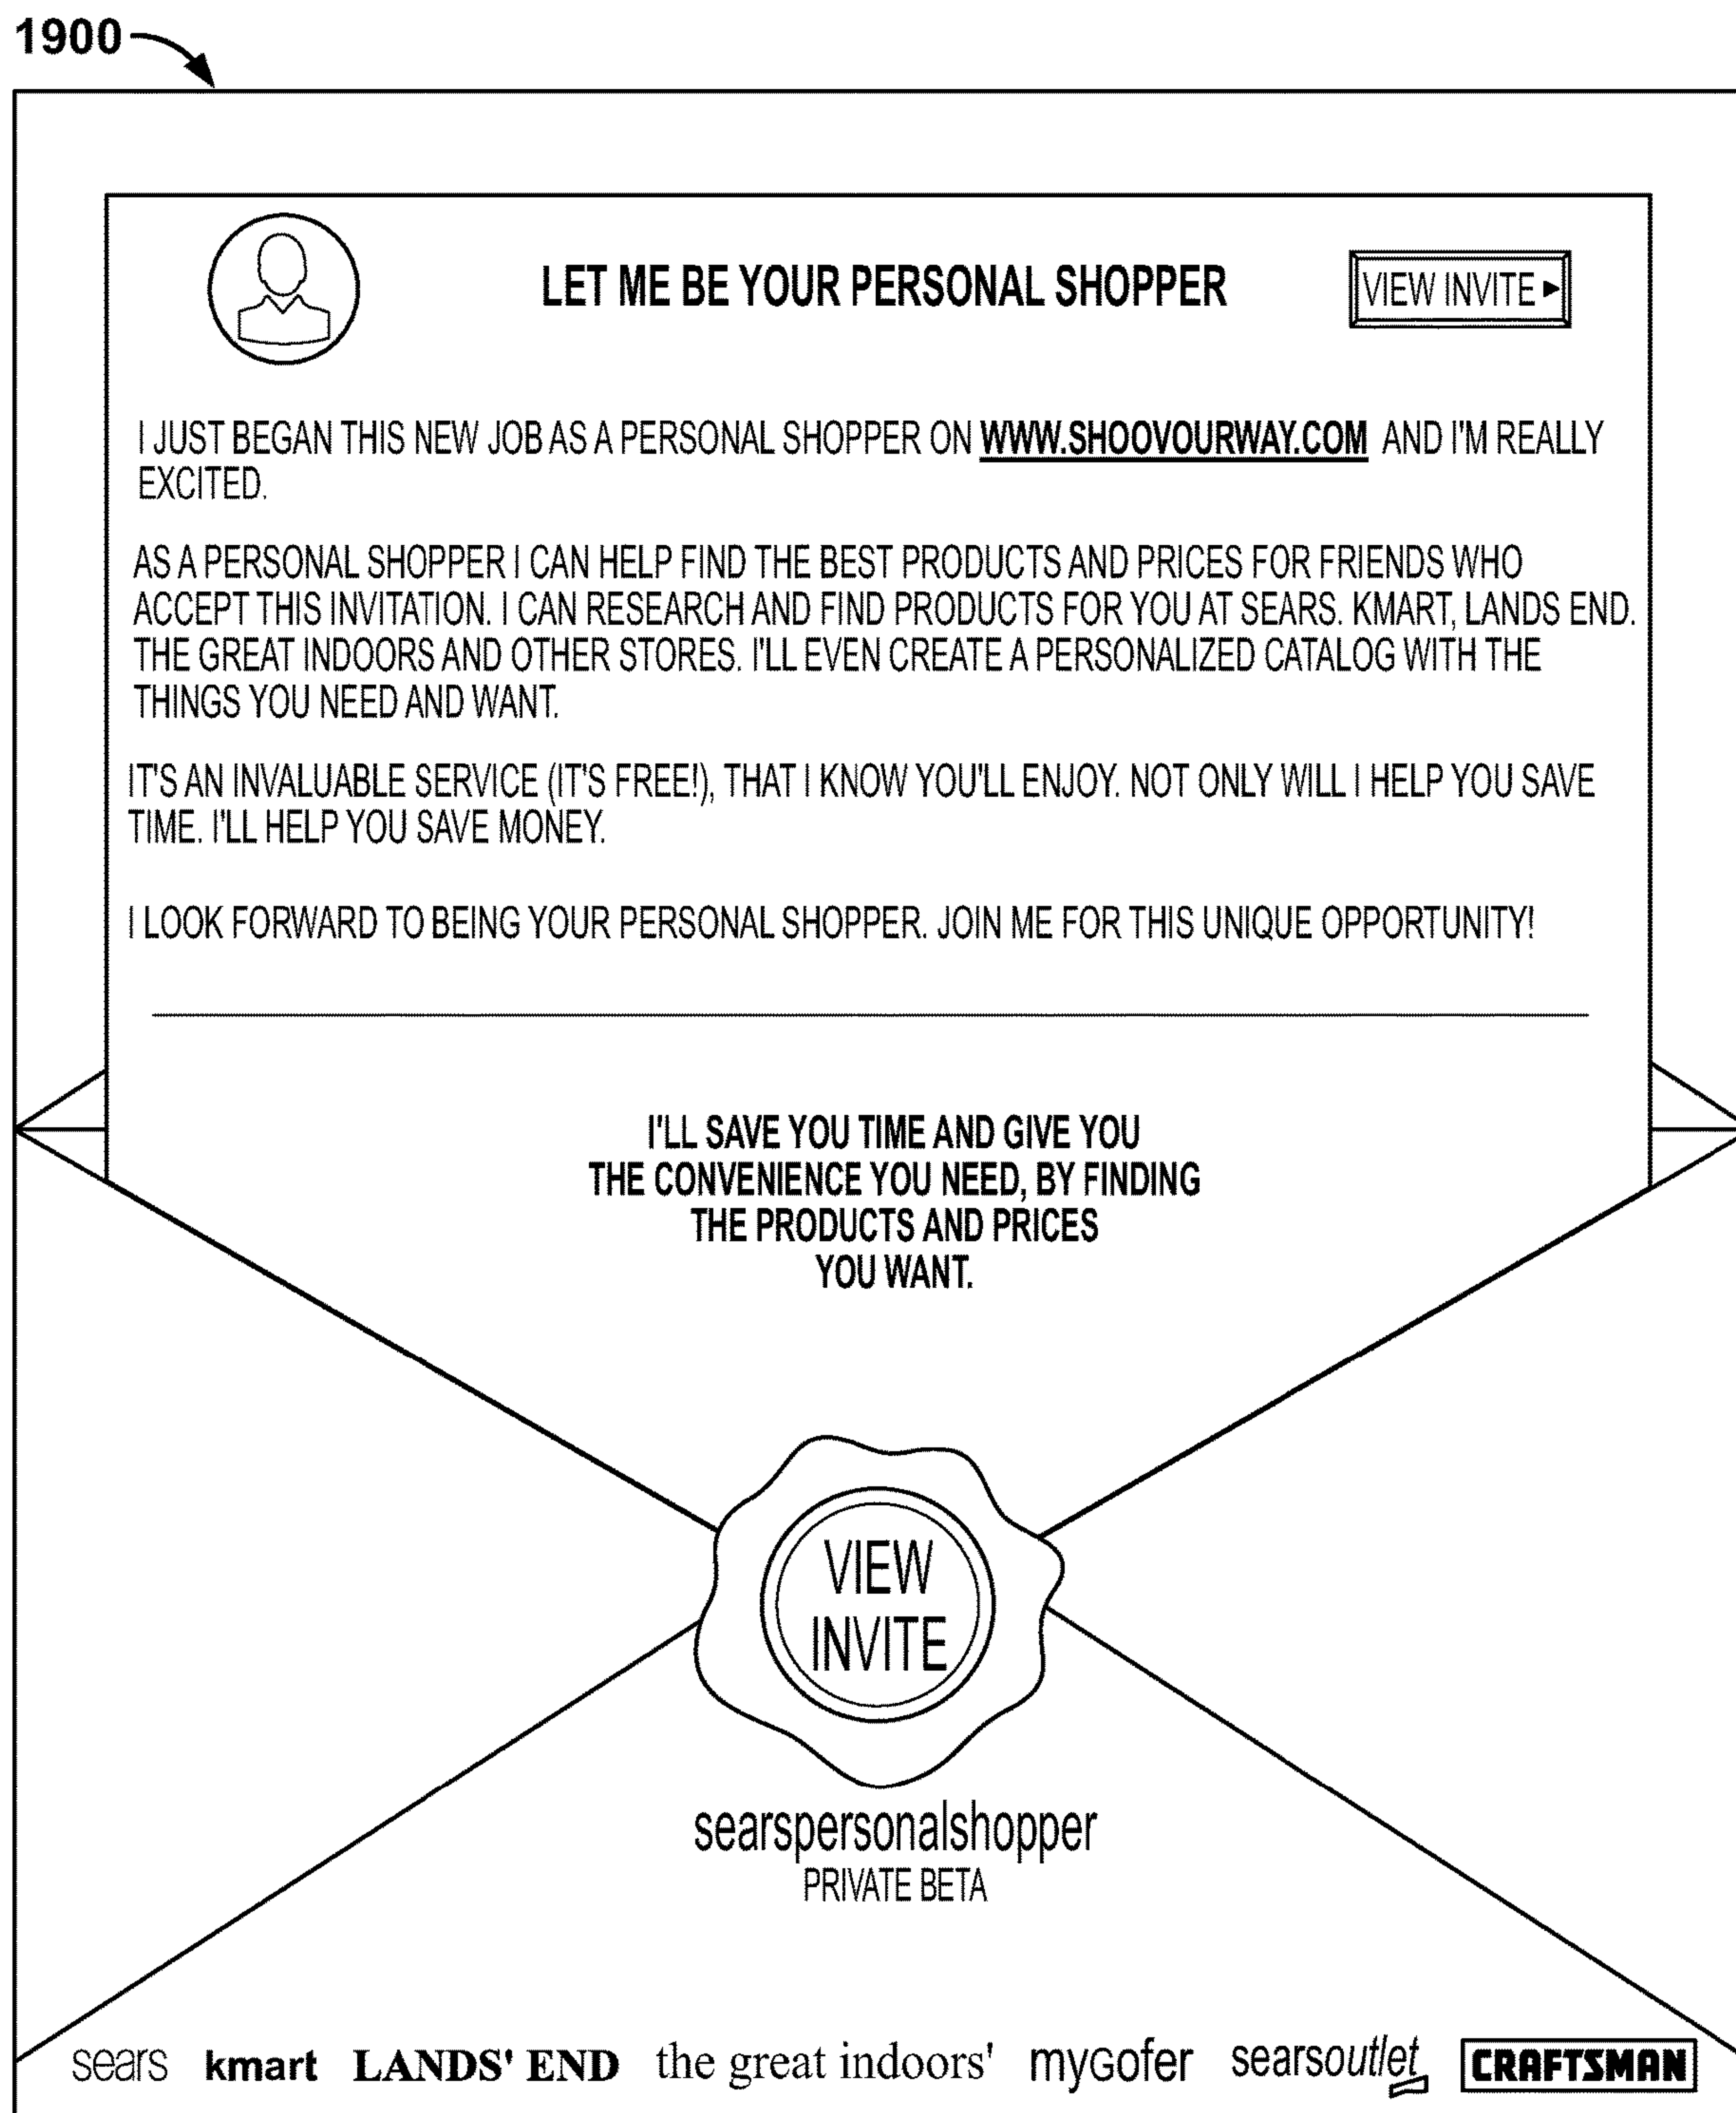 1900
LET ME BE YOUR PERSONAL SHOPPER
VIEW INVITE ▸
I JUST BEGAN THIS NEW JOB AS A PERSONAL SHOPPER ON WWW.SHOOVOURWAY.COM AND I'M REALLY
EXCITED.
AS A PERSONAL SHOPPER I CAN HELP FIND THE BEST PRODUCTS AND PRICES FOR FRIENDS WHO
ACCEPT THIS INVITATION. I CAN RESEARCH AND FIND PRODUCTS FOR YOU AT SEARS. KMART, LANDS END.
THE GREAT INDOORS AND OTHER STORES. I'LL EVEN CREATE A PERSONALIZED CATALOG WITH THE
THINGS YOU NEED AND WANT.
IT'S AN INVALUABLE SERVICE (IT'S FREE!), THAT I KNOW YOU'LL ENJOY. NOT ONLY WILL I HELP YOU SAVE
TIME. I'LL HELP YOU SAVE MONEY.
I LOOK FORWARD TO BEING YOUR PERSONAL SHOPPER. JOIN ME FOR THIS UNIQUE OPPORTUNITY!
I'LL SAVE YOU TIME AND GIVE YOU
THE CONVENIENCE YOU NEED, BY FINDING
THE PRODUCTS AND PRICES
YOU WANT.
VIEW
INVITE
searspersonalshopper
PRIVATE BETA
sears kmart LANDS' END the great indoors' myGofer searsoutlet CRAFTSMAN